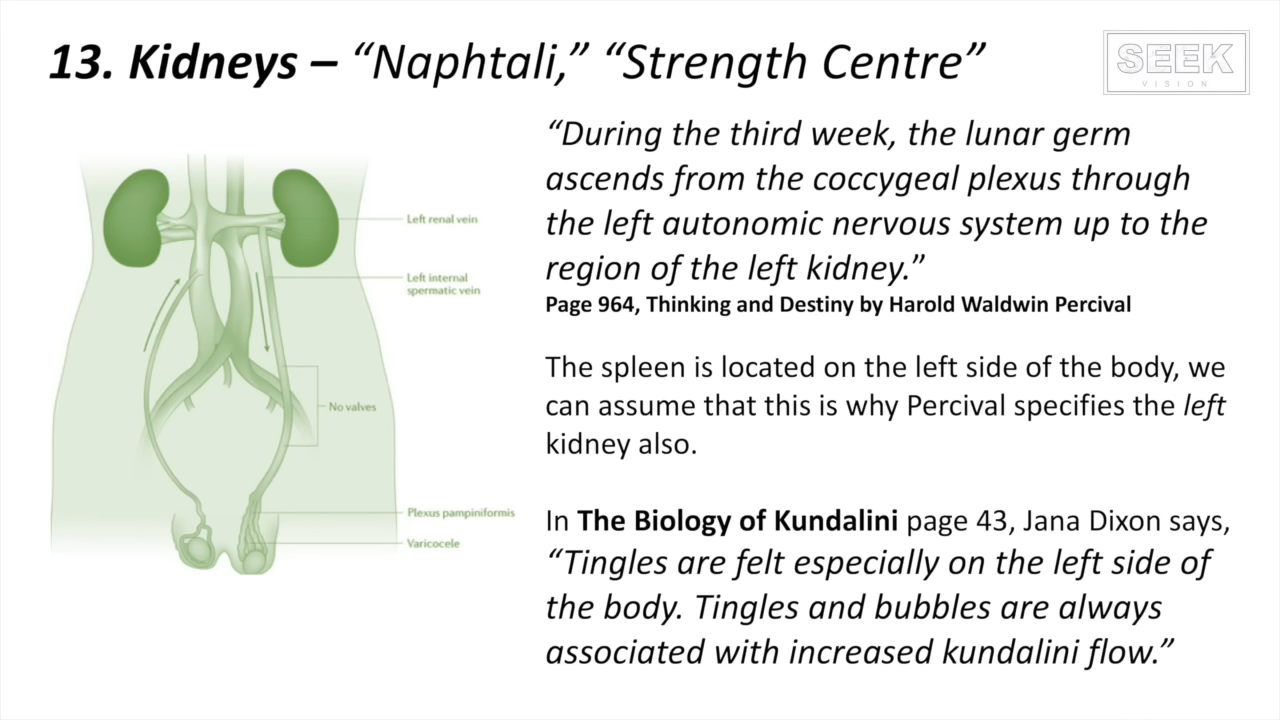 13. Kidneys – “Naphtali,” “Strength Centre”
SEEK
VISION
“During the third week, the lunar germ
ascends from the coccygeal plexus through
the left autonomic nervous system up to the
region of the left kidney.”
Page 964, Thinking and Destiny by Harold Waldwin Percival
The spleen is located on the left side of the body, we
can assume that this is why Percival specifies the left
kidney also.
In The Biology of Kundalini page 43, Jana Dixon says,
“Tingles are felt especially on the left side of
the body. Tingles and bubbles are always
associated with increased kundalini flow.”
Left renal vein
Left internal
spermatic vein
No valves
Plexus pampiniformis
Varicocele